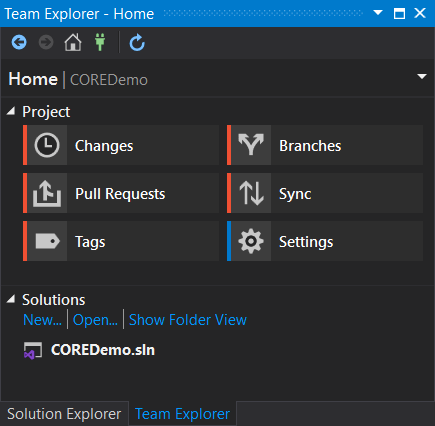 Team Explorer - Home
Home | COREDemo
Project
Changes
Branches
Pull Requests
Sync
Tags
Settings
Solutions
New... | Open... | Show Folder View
COREDemo.sln
Solution Explorer Team Explorer